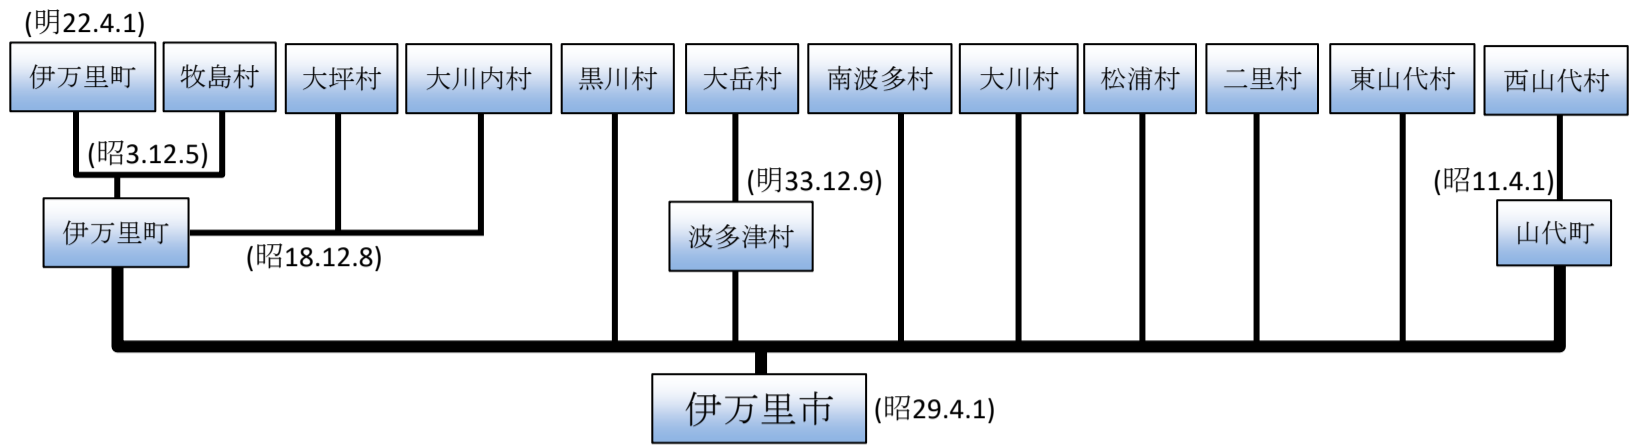 (明22.4.1)
伊万里町
牧島村
大坪村
大川内村
黒川村
大岳村
南波多村
大川村
松浦村
二里村
東山代村
西山代村
(昭3.12.5)
(明33.12.9)
(昭11.4.1)
伊万里町
波多津村
山代町
(昭18.12.8)
伊万里市
(昭29.4.1)